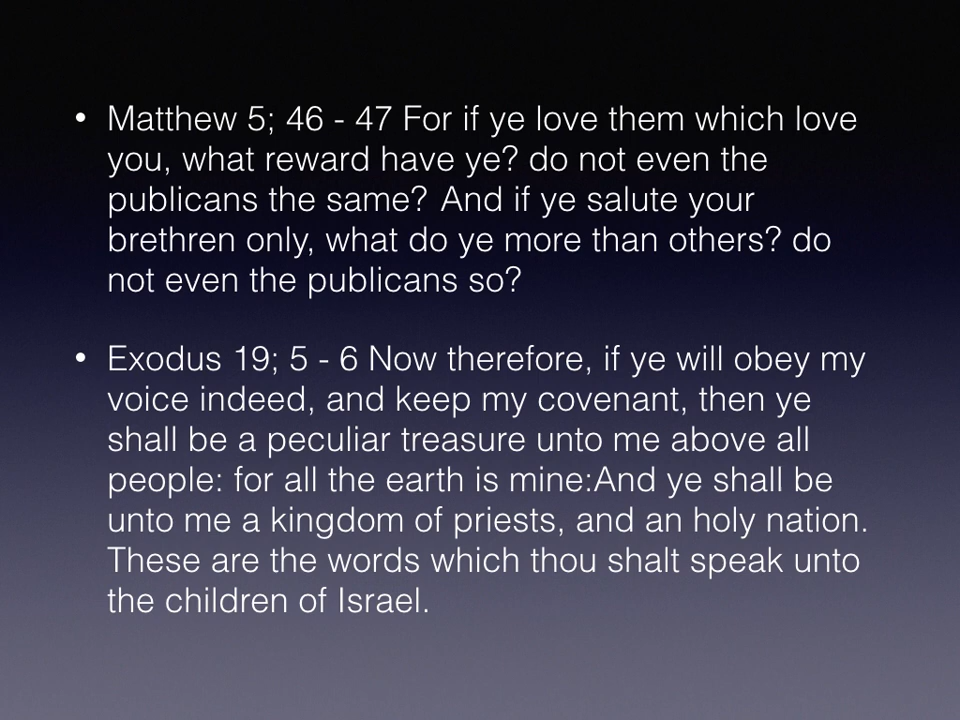 • Matthew 5; 46 - 47 For if ye love them which love
you, what reward have ye? do not even the
publicans the same? And if ye salute your
brethren only, what do ye more than others? do
not even the publicans so?
• Exodus 19; 5 - 6 Now therefore, if ye will obey my
voice indeed, and keep my covenant, then ye
shall be a peculiar treasure unto me above all
people: for all the earth is mine:And ye shall be
unto me a kingdom of priests, and an holy nation.
These are the words which thou shalt speak unto
the children of Israel.